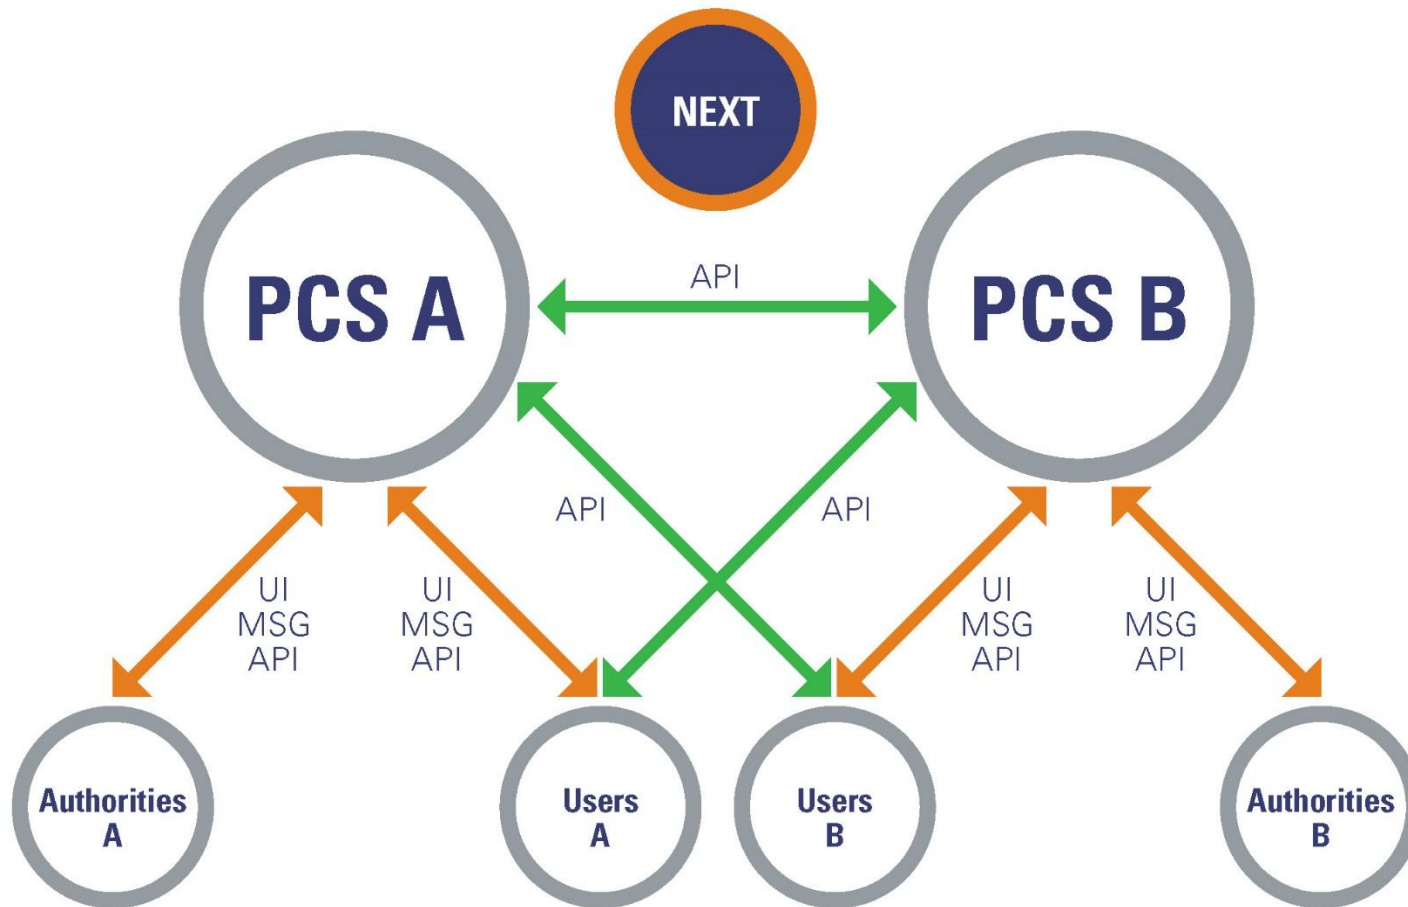 NEXT
PCS A
API
PCS B
API
API
UI
MSG
API
UI
MSG
API
UI
MSG
API
UI
MSG
API
Authorities
A
Users
A
Users
B
Authorities
B